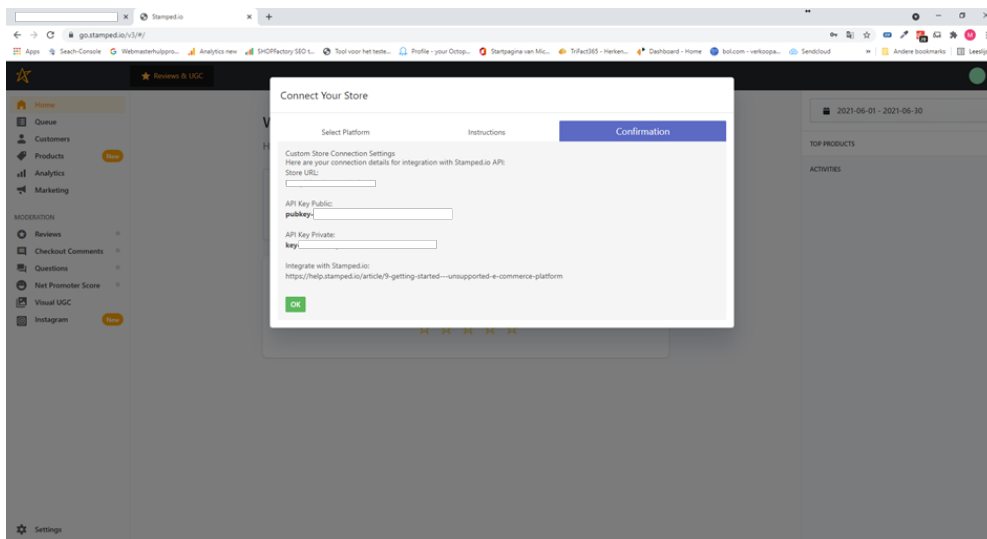 Stamped.io
go.stamped.io/v3/#/
Apps
Seach-Console
Webmasterhulppro...
Analytics new
SHOPFactory SEO t...
Tool voor het teste...
Profile - your Octop...
Startpagina van Mic...
TriFact365 - Herken...
Dashboard - Home
bol.com - verkoopa...
Sendcloud
Andere bookmarks
Leeslij
Reviews & UGC
Home
Queue
Customers
Products New
Analytics
Marketing
MODERATION
Reviews
Checkout Comments
Questions
Net Promoter Score
Visual UGC
Instagram New
Settings
Connect Your Store
Select Platform
Instructions
Confirmation
Custom Store Connection Settings
Here are your connection details for integration with Stamped.io API:
Store URL:
API Key Public:
pubkey-
API Key Private:
key-
Integrate with Stamped.io:
https://help.stamped.io/article/9-getting-started---unsupported-e-commerce-platform
OK
2021-06-01 - 2021-06-30
TOP PRODUCTS
ACTIVITIES